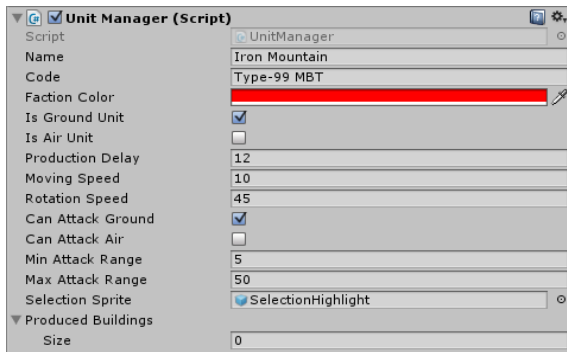 Unit Manager (Script)
Script UnitManager
Name Iron Mountain
Code Type-99 MBT
Faction Color
Is Ground Unit
Is Air Unit
Production Delay 12
Moving Speed 10
Rotation Speed 45
Can Attack Ground
Can Attack Air
Min Attack Range 5
Max Attack Range 50
Selection Sprite SelectionHighlight
Produced Buildings
Size 0